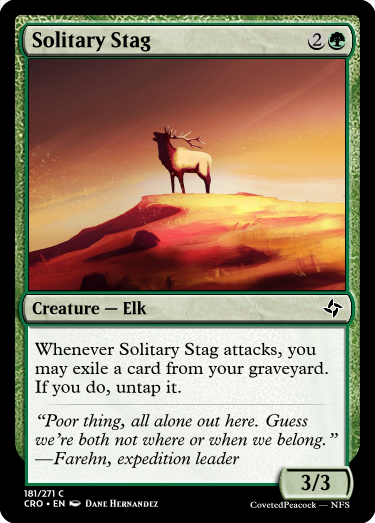 Solitary Stag 2
Creature — Elk
Whenever Solitary Stag attacks, you
may exile a card from your graveyard.
If you do, untap it.
“Poor thing, all alone out here. Guess
we’re both not where or when we belong.”
—Farehn, expedition leader
3/3
181/271 C
CRO • EN Dane Hernandez
CovetedPeacock — NFS